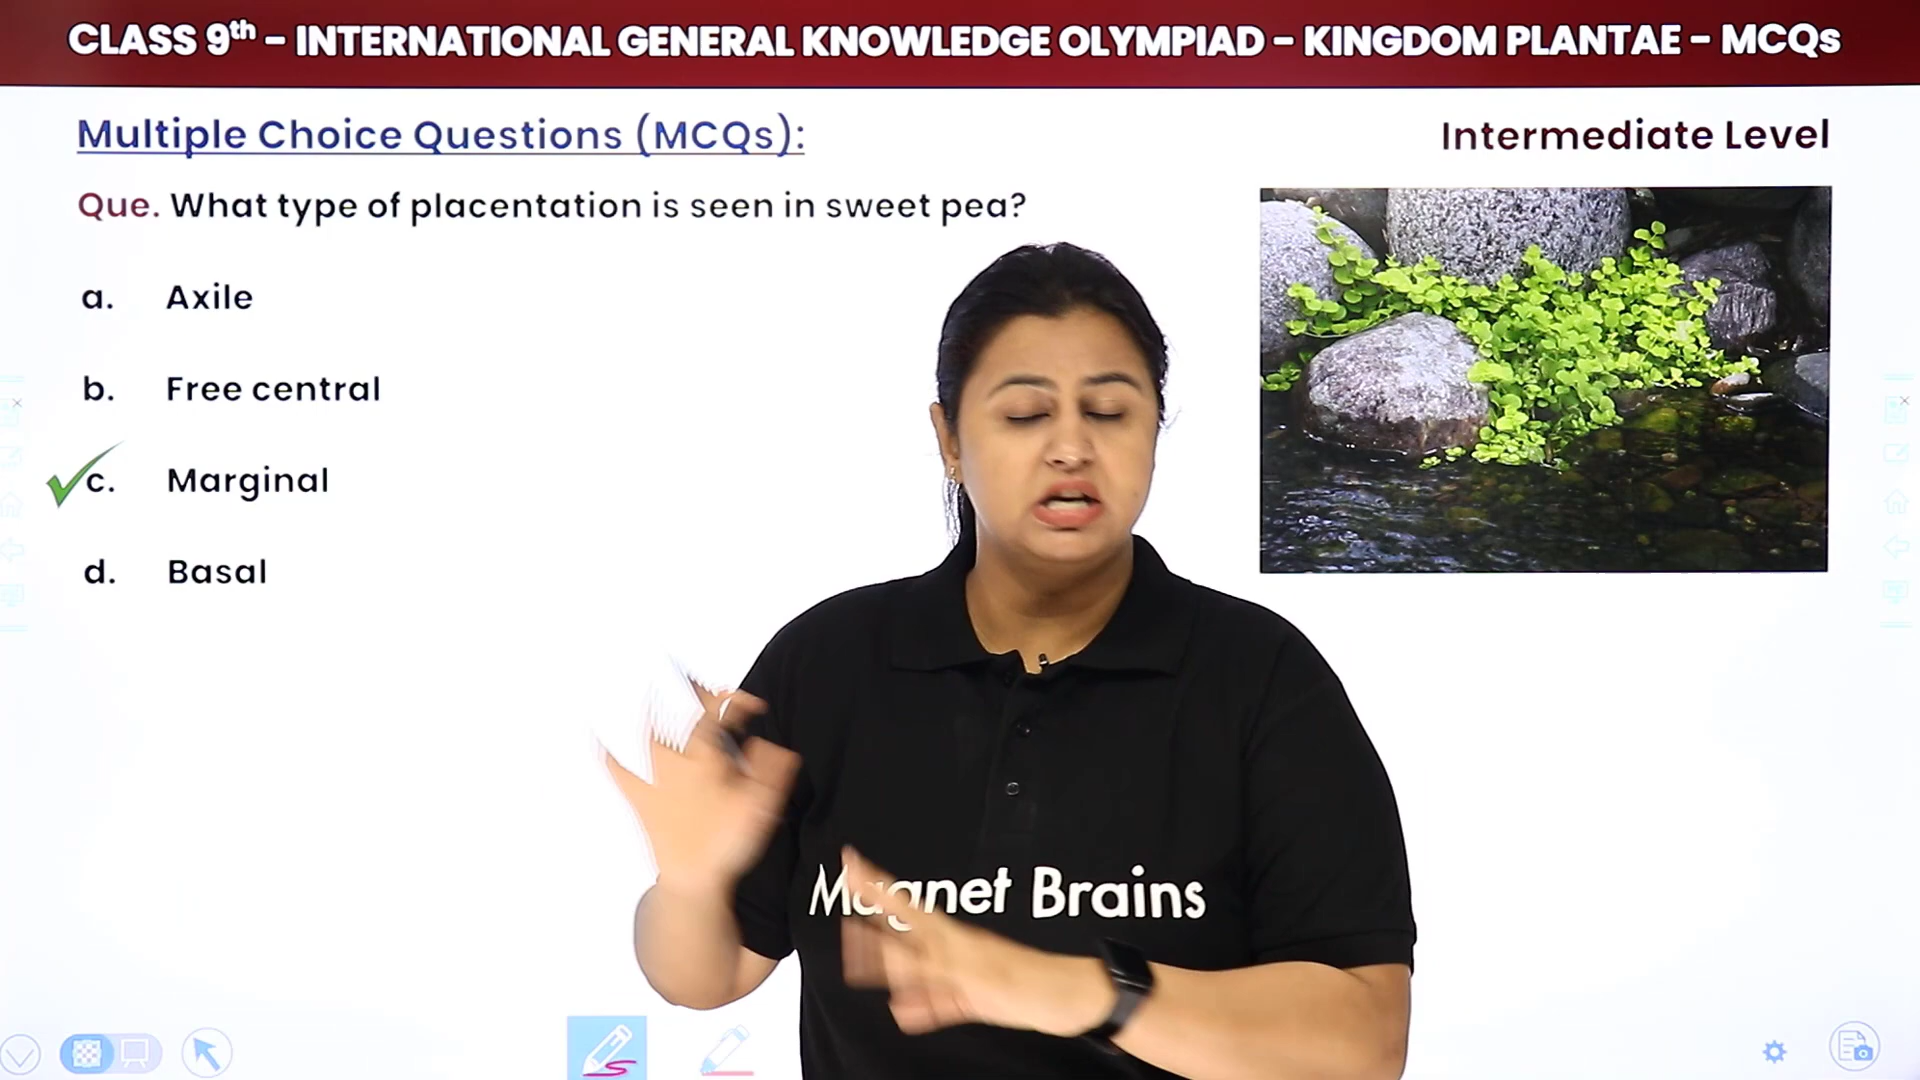 CLASS 9th - INTERNATIONAL GENERAL KNOWLEDGE OLYMPIAD - KINGDOM PLANTAE - MCQs
Multiple Choice Questions (MCQs):
Intermediate Level
Que. What type of placentation is seen in sweet pea?
a. Axile
b. Free central
c. Marginal
d. Basal
Magnet Brains